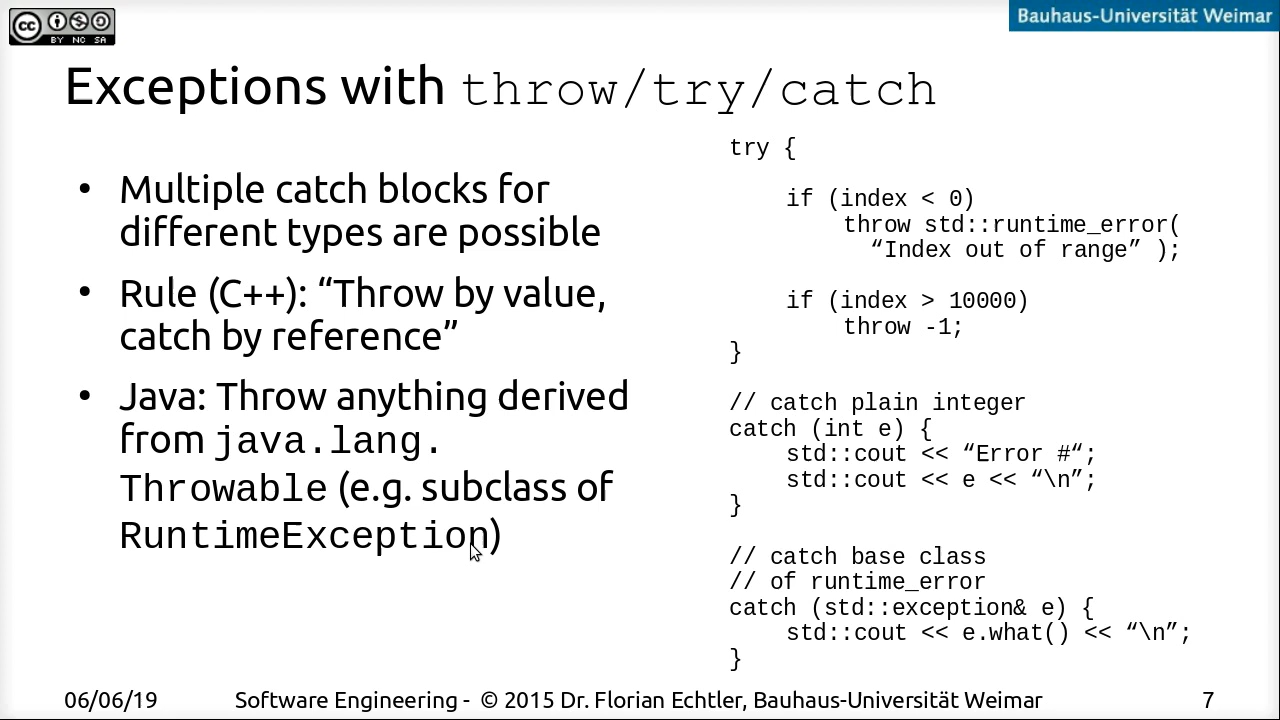 cc BY NC SA
Bauhaus-Universität Weimar
Exceptions with throw/try/catch
• Multiple catch blocks for
different types are possible
• Rule (C++): “Throw by value,
catch by reference”
• Java: Throw anything derived
from java.lang.
Throwable (e.g. subclass of
RuntimeException)
try {
if (index < 0)
throw std::runtime_error(
“Index out of range” );
if (index > 10000)
throw -1;
}
// catch plain integer
catch (int e) {
std::cout << “Error #“;
std::cout << e << “\n”;
}
// catch base class
// of runtime_error
catch (std::exception& e) {
std::cout << e.what() << “\n”;
}
06/06/19
Software Engineering - © 2015 Dr. Florian Echtler, Bauhaus-Universität Weimar
7